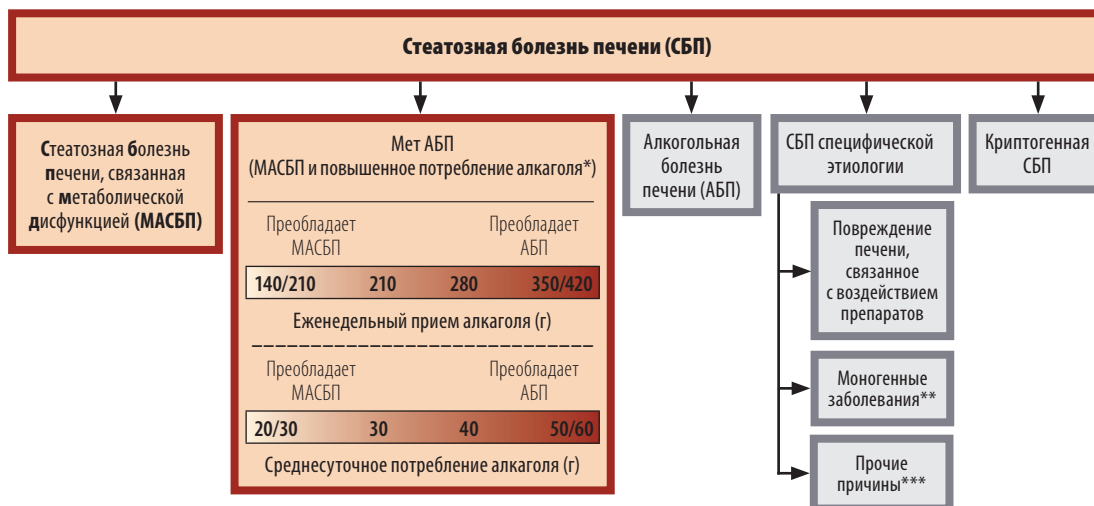 Стеатозная болезнь печени (СБП)
Стеатозная болезнь
печени, связанная
с метаболической
дисфункцией (МАСБП)
Мет АБП
(МАСБП и повышенное потребление алкоголя*)
Преобладает МАСБП
Преобладает АБП
140/210 210 280 350/420
Еженедельный прием алкоголя (г)
Преобладает МАСБП
Преобладает АБП
20/30 30 40 50/60
Среднесуточное потребление алкоголя (г)
Алкогольная
болезнь
печени (АБП)
СБП специфической
этиологии
Повреждение
печени,
связанное
с воздействием
препаратов
Моногенные
заболевания**
Прочие
причины***
Криптогенная
СБП